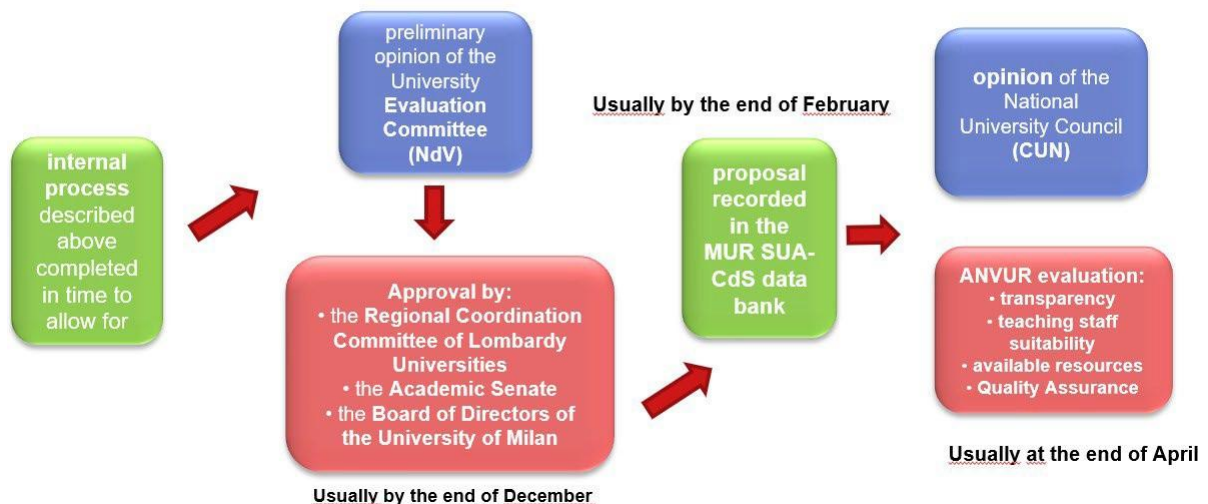 internal
process
described
above
completed
in time to
allow for
preliminary
opinion of the
University
Evaluation
Committee
(NdV)
Approval by:
• the Regional Coordination
Committee of Lombardy
Universities
• the Academic Senate
• the Board of Directors of
the University of Milan
Usually by the end of December
Usually by the end of February
proposal
recorded
in the
MUR SUA-
CdS data
bank
opinion of the
National
University Council
(CUN)
ANVUR evaluation:
• transparency
• teaching staff
suitability
• available resources
• Quality Assurance
Usually at the end of April